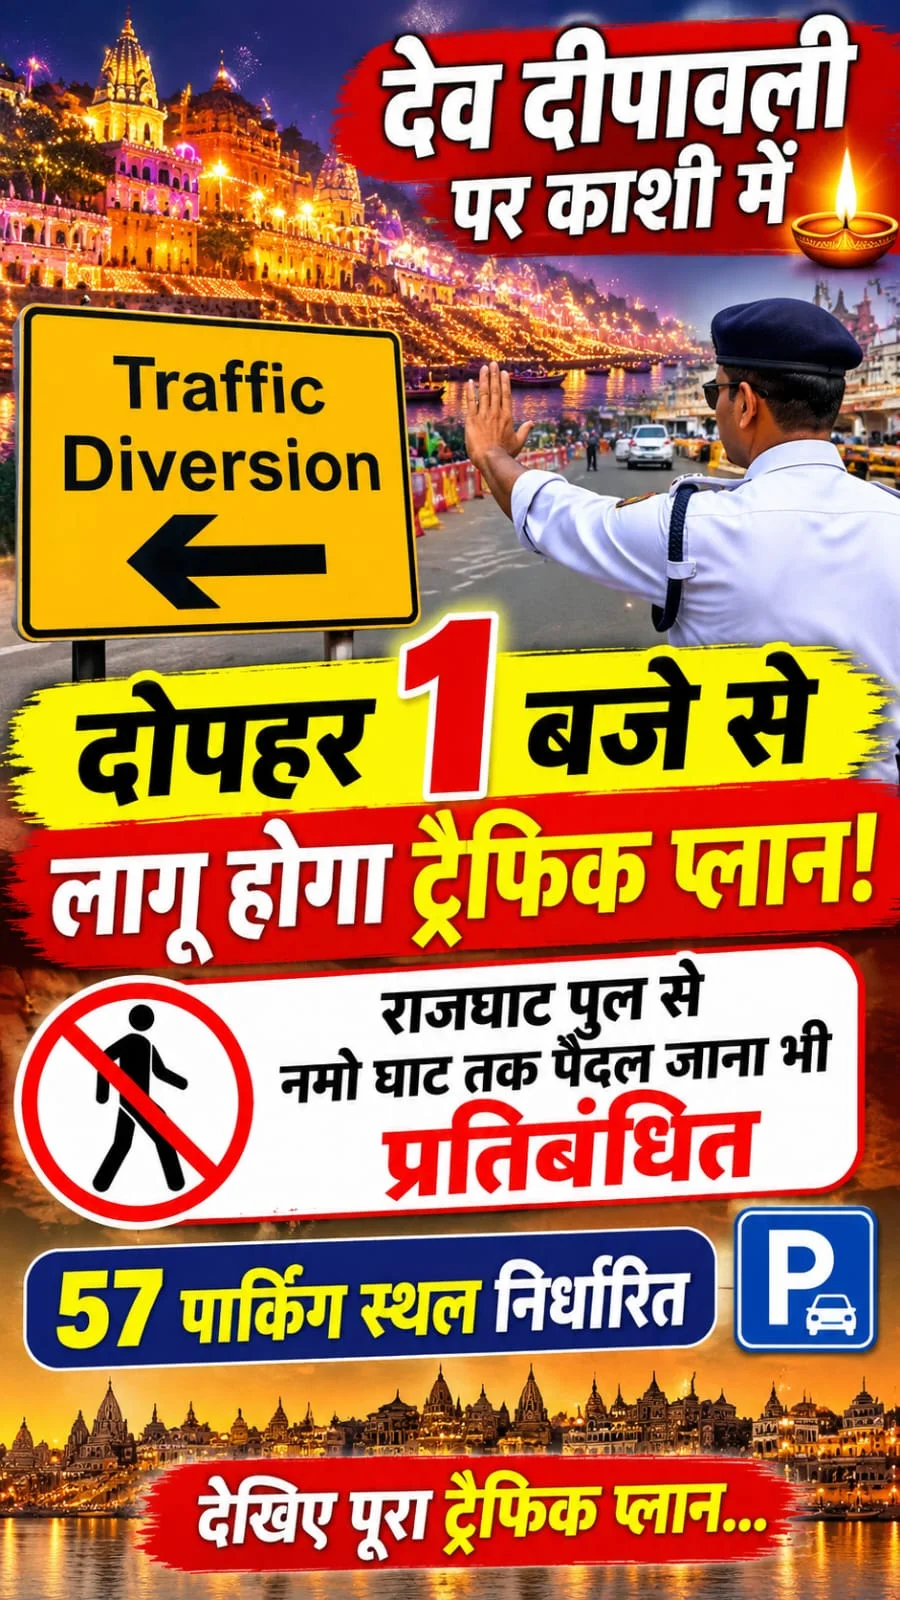 देव दीपावली
पर काशी में
Traffic
Diversion
दोपहर 1 बजे से
लागू होगा ट्रैफिक प्लान!
राजघाट पुल से
नमो घाट तक पैदल जाना भी
प्रतिबंधित
57 पार्किंग स्थल निर्धारित
P
देखिए पूरा ट्रैफिक प्लान...